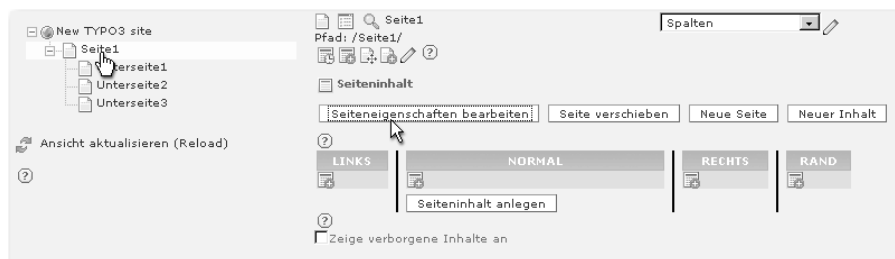 New TYPO3 site
Seite1
Unterseite1
Unterseite2
Unterseite3
Ansicht aktualisieren (Reload)
Seite1
Spalten
Pfad: /Seite1/
Seiteninhalt
Seiteneigenschaften bearbeiten
Seite verschieben
Neue Seite
Neuer Inhalt
LINKS
NORMAL
RECHTS
RAND
Seiteninhalt anlegen
Zeige verborgene Inhalte an